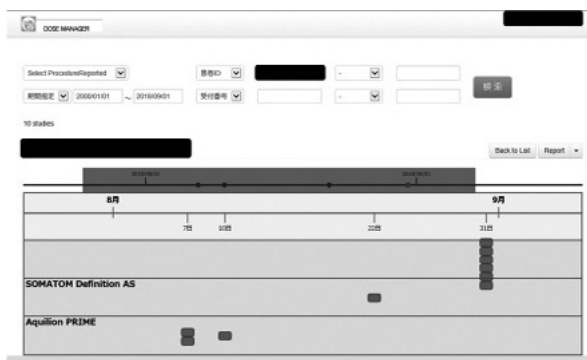 DOSE MANAGER
Select ProcedureReported 患者ID - 
期間指定 2000/01/01 ~ 2018/09/01 受付番号 - 検索
10 studies
Back to List Report
8月 9月
7日 10日 22日 31日
SOMATOM Definition AS
Aquilion PRIME